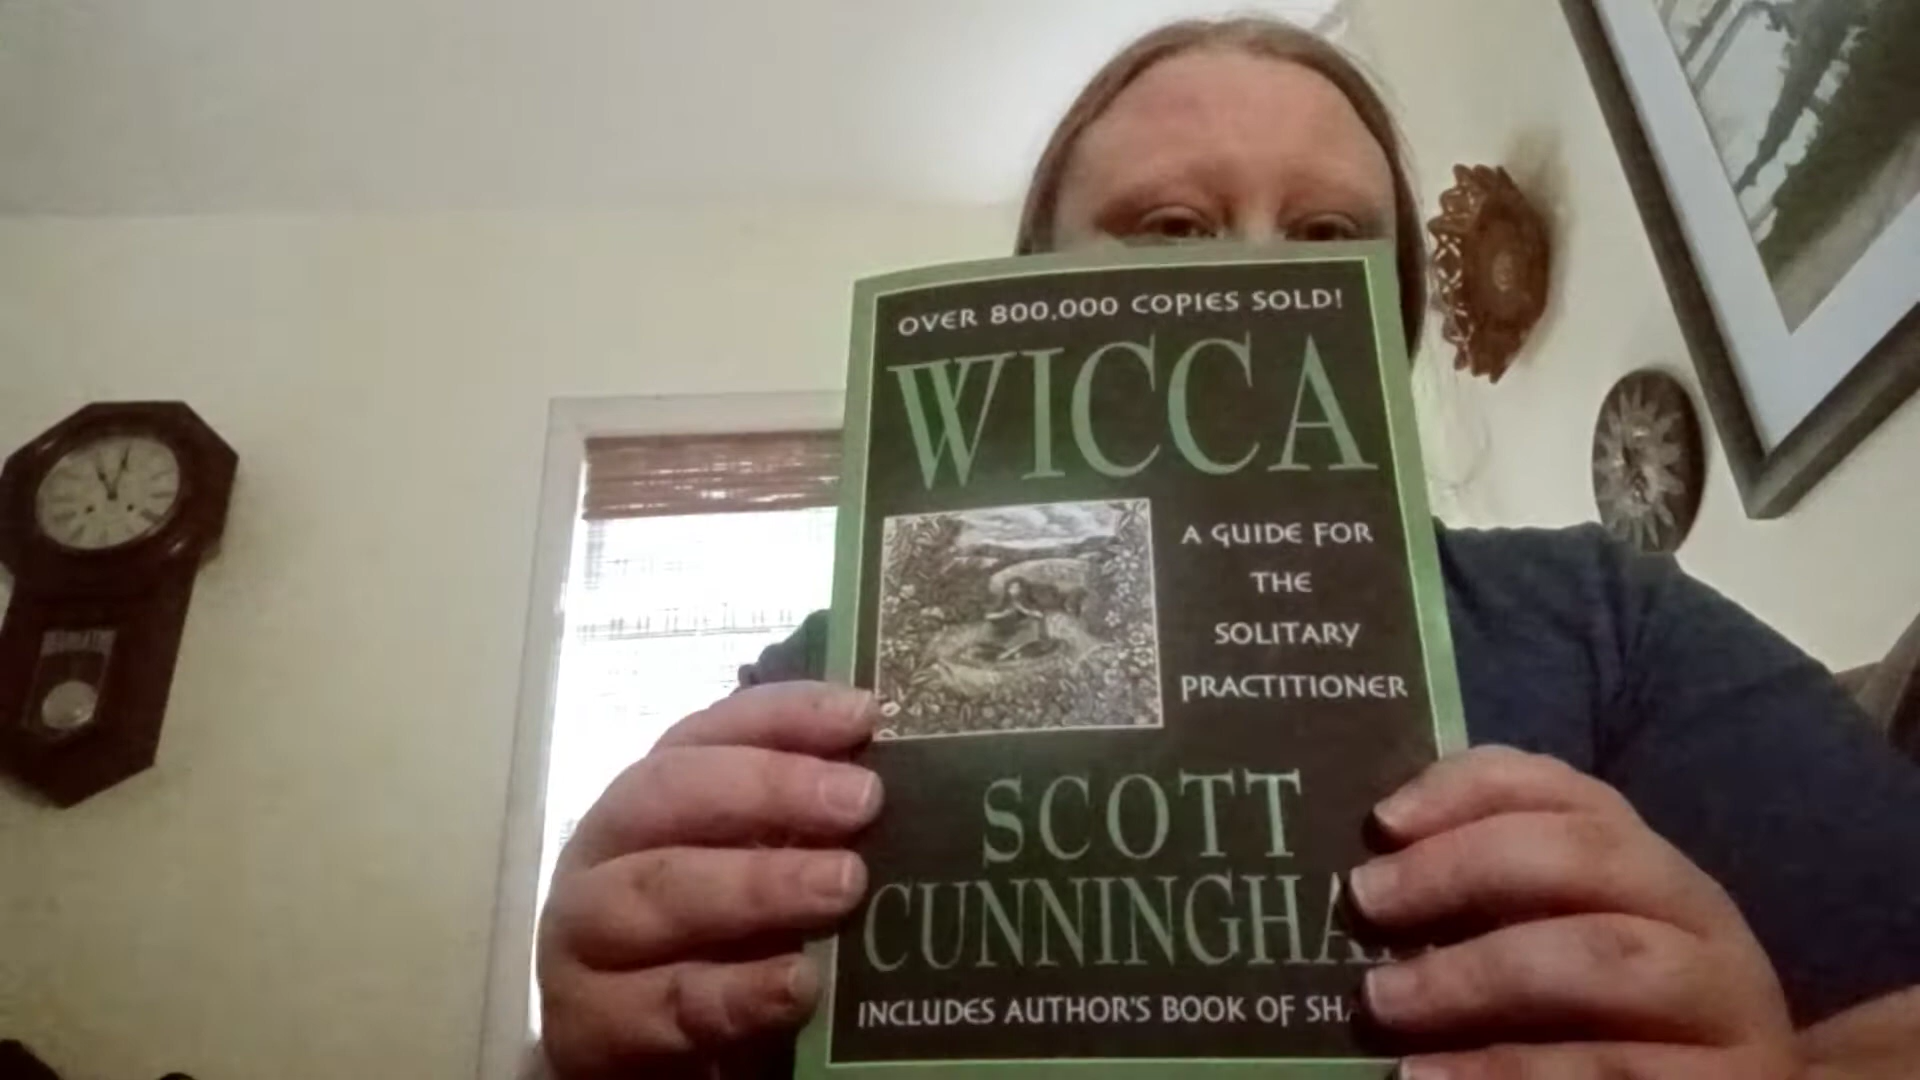 OVER 800,000 COPIES SOLD!
WICCA
A GUIDE FOR
THE
SOLITARY
PRACTITIONER
SCOTT
CUNNINGHA
INCLUDES AUTHOR'S BOOK OF SHA